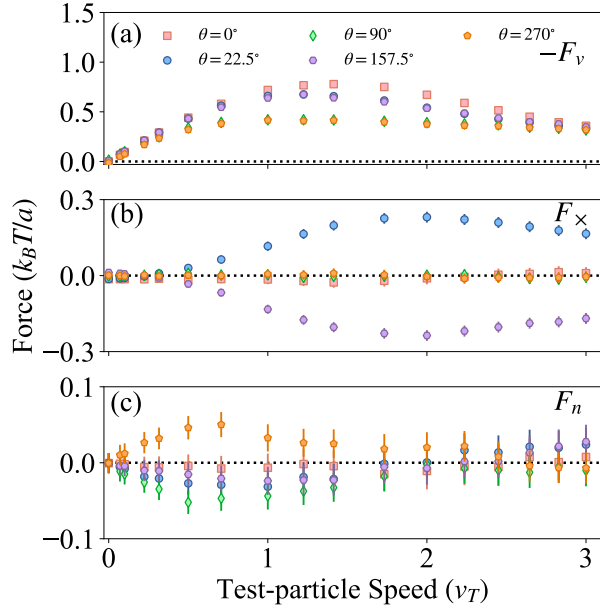 (a)
θ = 0°
θ = 90°
θ = 270°
θ = 22.5°
θ = 157.5°
−F_v
1.5
1.0
0.5
0.0
(b)
F_×
0.3
0.0
−0.3
Force (k_BT/a)
(c)
F_n
0.1
0.0
−0.1
0 1 2 3
Test-particle Speed (v_T)